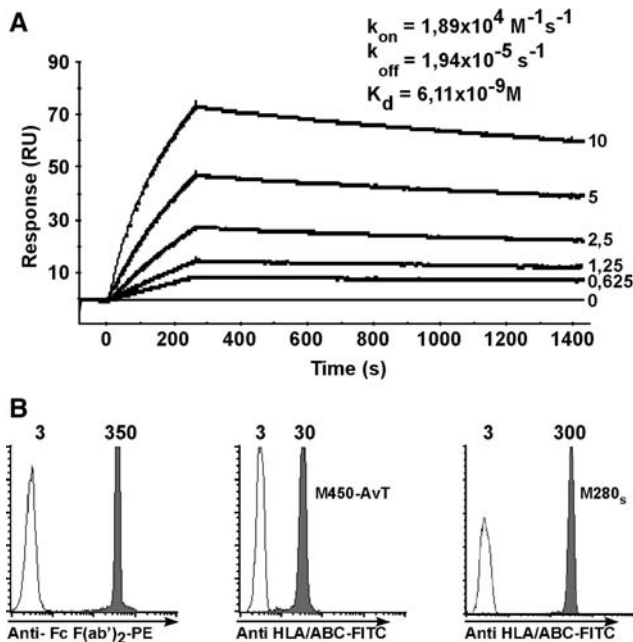 A
k_on = 1,89x10^4 M^-1s^-1
k_off = 1,94x10^-5 s^-1
K_d = 6,11x10^-9M
Response (RU)
90
70
50
30
10
10
5
2,5
1,25
0,625
0
0 200 400 600 800 1000 1200 1400
Time (s)
B
3 350
Anti- Fc F(ab')_2-PE
3 30
M450-AvT
Anti HLA/ABC-FITC
3 300
M280_s
Anti HLA/ABC-FITC